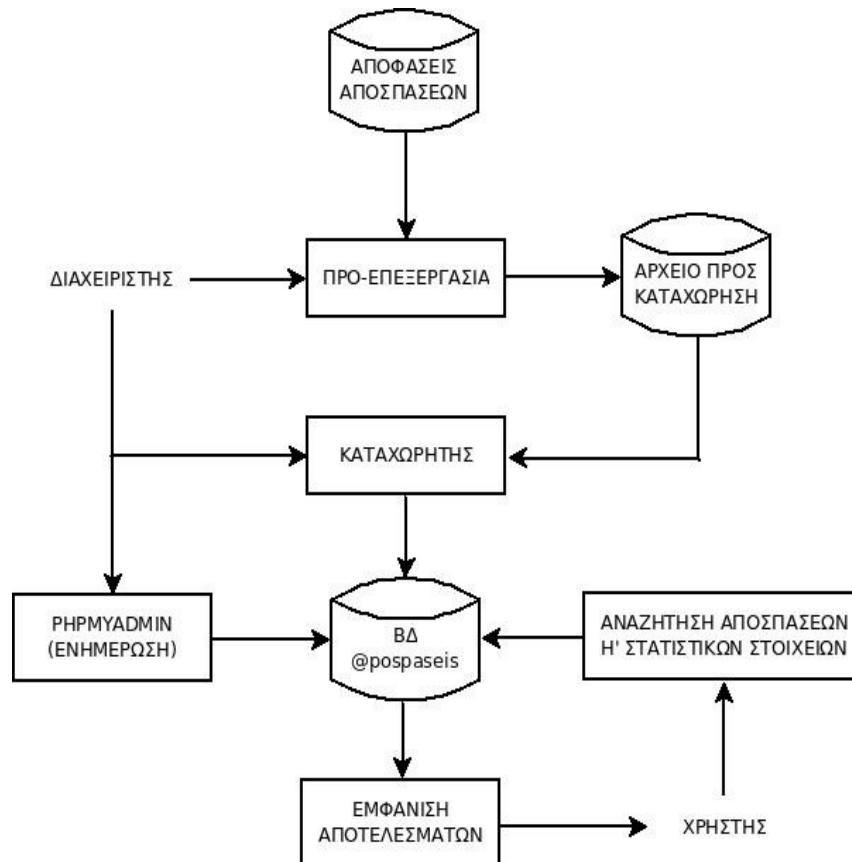 ΑΠΟΦΑΣΕΙΣ
ΑΠΟΣΠΑΣΕΩΝ
ΔΙΑΧΕΙΡΙΣΤΗΣ
ΠΡΟ-ΕΠΕΞΕΡΓΑΣΙΑ
ΑΡΧΕΙΟ ΠΡΟΣ
ΚΑΤΑΧΩΡΗΣΗ
ΚΑΤΑΧΩΡΗΤΗΣ
PHPMYADMIN
(ΕΝΗΜΕΡΩΣΗ)
ΒΔ
@pospaseis
ΑΝΑΖΗΤΗΣΗ ΑΠΟΣΠΑΣΕΩΝ
Η' ΣΤΑΤΙΣΤΙΚΩΝ ΣΤΟΙΧΕΙΩΝ
ΕΜΦΑΝΙΣΗ
ΑΠΟΤΕΛΕΣΜΑΤΩΝ
ΧΡΗΣΤΗΣ